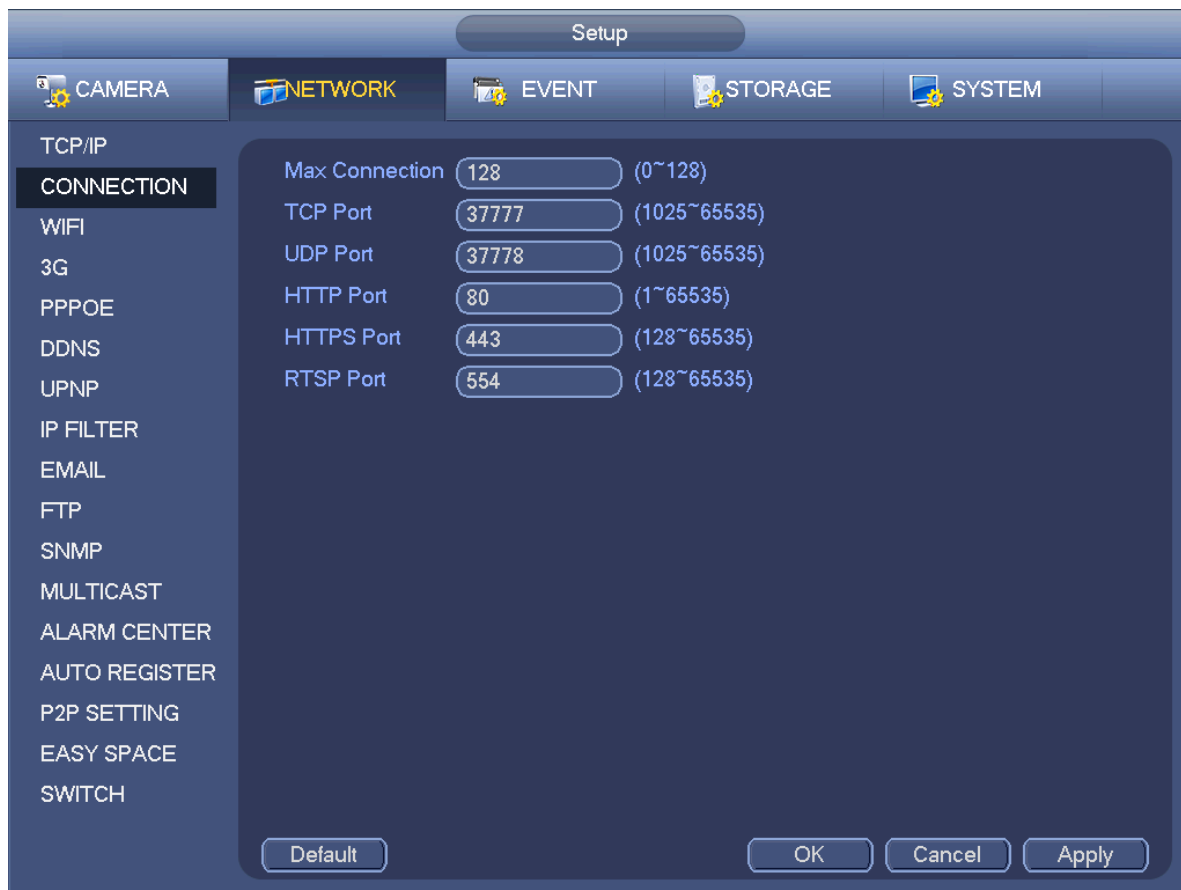 Setup
CAMERA NETWORK EVENT STORAGE SYSTEM
TCP/IP
CONNECTION
WIFI
3G
PPPOE
DDNS
UPNP
IP FILTER
EMAIL
FTP
SNMP
MULTICAST
ALARM CENTER
AUTO REGISTER
P2P SETTING
EASY SPACE
SWITCH
Max Connection 128 (0~128)
TCP Port 37777 (1025~65535)
UDP Port 37778 (1025~65535)
HTTP Port 80 (1~65535)
HTTPS Port 443 (128~65535)
RTSP Port 554 (128~65535)
Default OK Cancel Apply